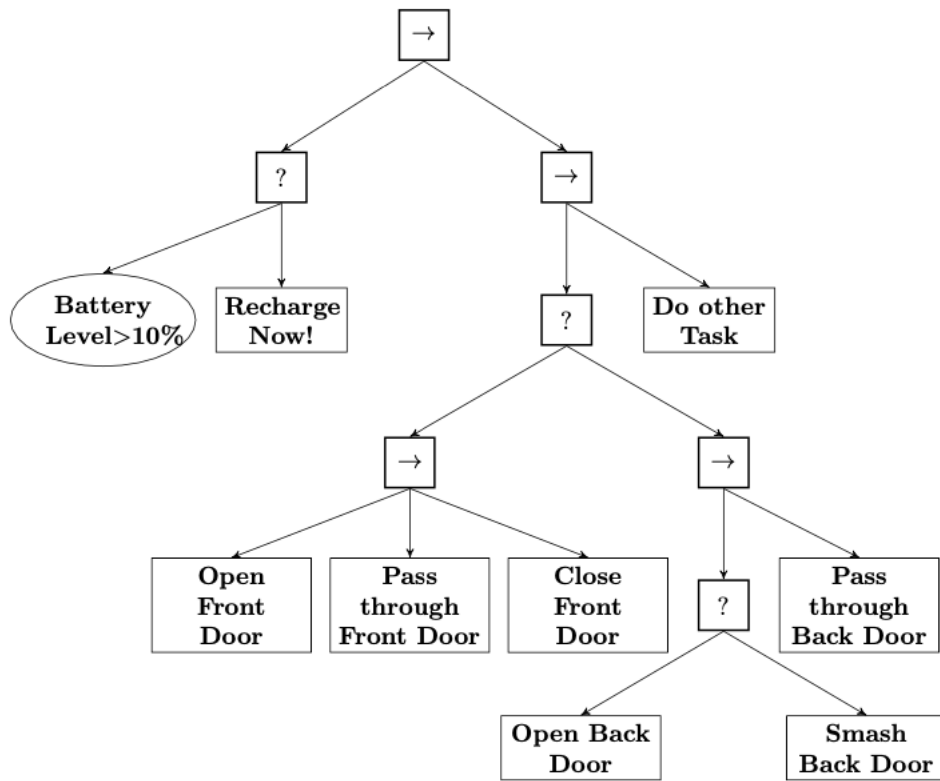 →
?
→
Battery
Level>10%
Recharge
Now!
?
Do other
Task
→
→
Open
Front
Door
Pass
through
Front Door
Close
Front
Door
?
Pass
through
Back Door
Open Back
Door
Smash
Back Door